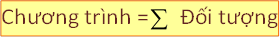 Chương trình =∑ Đối tượng